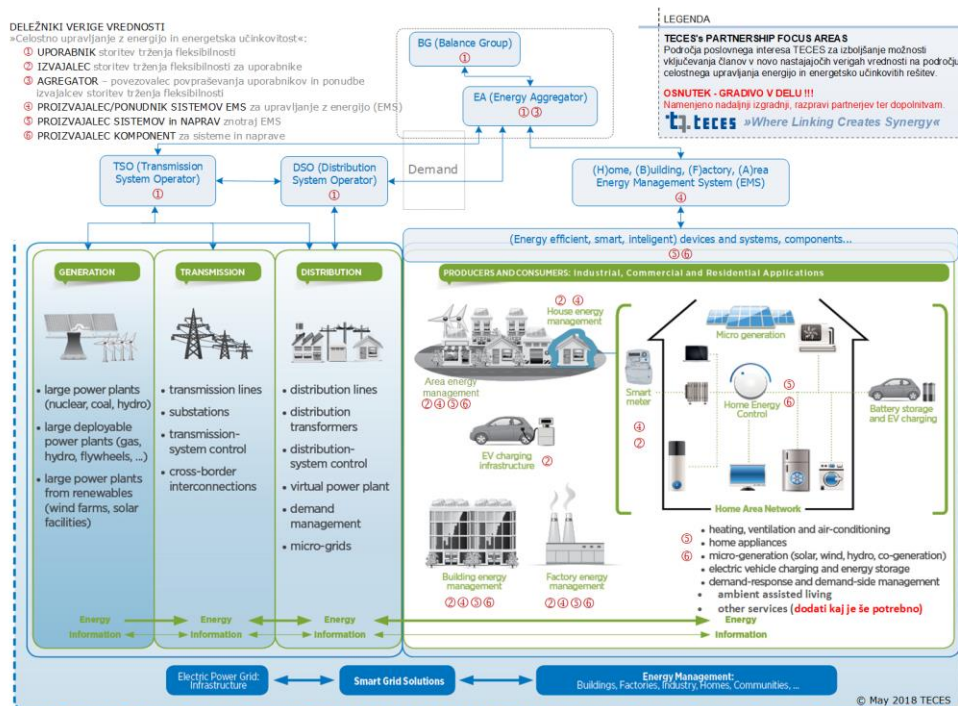 DELEŽNIKI VERIGE VREDNOSTI
»Celostno upravljanje z energijo in energetska učinkovitost«:
① UPORABNIK storitev trženja fleksibilnosti
② IZVAJALEC storitev trženja fleksibilnosti za uporabnike
③ AGREGATOR – povezovalec povpraševanja uporabnikov in ponudbe
izvajalcev storitev trženja fleksibilnosti
④ PROIZVAJALEC/PONUDNIK SISTEMOV EMS za upravljanje z energijo (EMS)
⑤ PROIZVAJALEC SISTEMOV in NAPRAV znotraj EMS
⑥ PROIZVAJALEC KOMPONENT za sisteme in naprave
BG (Balance Group)
①
EA (Energy Aggregator)
①③
LEGENDA
TECES's PARTNERSHIP FOCUS AREAS
Področja poslovnega interesa TECES za izboljšanje možnosti
vključevanja članov v novo nastajajočih verigah vrednosti na področju
celostnega upravljanja energijo in energetsko učinkovitih rešitev.
OSNUTEK - GRADIVO V DELU !!!
Namenjeno nadaljnji izgradnji, razpravi partnerjev ter dopolnitvam.
TECES »Where Linking Creates Synergy«
TSO (Transmission
System Operator)
①
DSO (Distribution
System Operator)
①
Demand
(H)ome, (B)uilding, (F)actory, (A)rea
Energy Management System (EMS)
④
(Energy efficient, smart, inteligent) devices and systems, components...
⑤⑥
GENERATION
• large power plants
(nuclear, coal, hydro)
• large deployable
power plants (gas,
hydro, flywheels, ...)
• large power plants
from renewables
(wind farms, solar
facilities)
TRANSMISSION
• transmission lines
• substations
• transmission-
system control
• cross-border
interconnections
DISTRIBUTION
• distribution lines
• distribution
transformers
• distribution-
system control
• virtual power plant
• demand
management
• micro-grids
PRODUCERS AND CONSUMERS: Industrial, Commercial and Residential Applications
② ④
House energy
management
Area energy
management
②④⑤⑥
EV charging
infrastructure ②
Building energy
management
②④⑤⑥
Factory energy
management
②④⑤⑥
Smart
meter
④
②
Micro generation
Home Energy
Control
⑤
⑥
Battery storage
and EV charging
Home Area Network
• heating, ventilation and air-conditioning
⑤ • home appliances
⑥ • micro-generation (solar, wind, hydro, co-generation)
• electric vehicle charging and energy storage
• demand-response and demand-side management
• ambient assisted living
• other services (dodati kaj je še potrebno)
Energy Energy Energy Energy
Information Information Information Information
Electric Power Grid:
Infrastructure
Smart Grid Solutions
Energy Management:
Buildings, Factories, Industry, Homes, Communities, ...
© May 2018 TECES